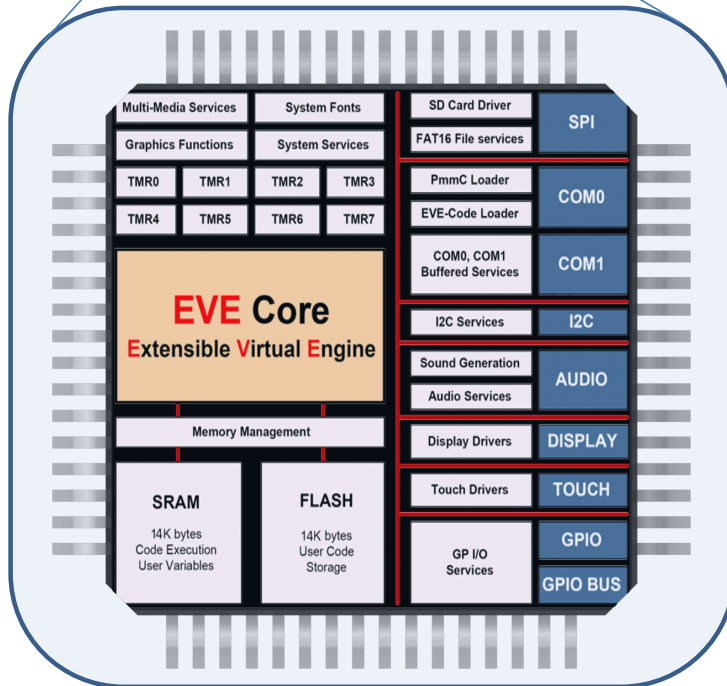 Multi-Media Services
System Fonts
Graphics Functions
System Services
TMR0
TMR1
TMR2
TMR3
TMR4
TMR5
TMR6
TMR7
EVE Core
Extensible Virtual Engine
Memory Management
SRAM
14K bytes
Code Execution
User Variables
FLASH
14K bytes
User Code
Storage
SD Card Driver
FAT16 File services
SPI
PmmC Loader
EVE-Code Loader
COM0
COM0, COM1
Buffered Services
COM1
I2C Services
I2C
Sound Generation
Audio Services
AUDIO
Display Drivers
DISPLAY
Touch Drivers
TOUCH
GP I/O
Services
GPIO
GPIO BUS